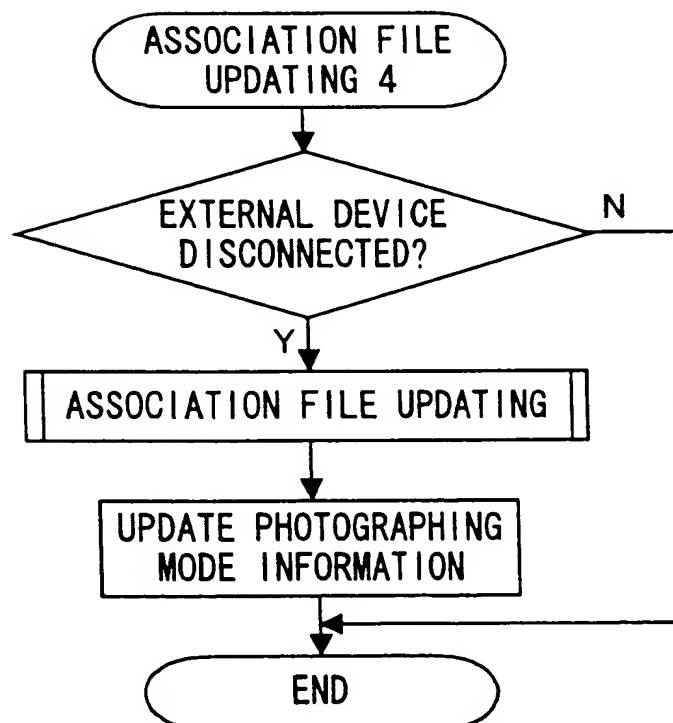 ASSOCIATION FILE
UPDATING 4
EXTERNAL DEVICE
DISCONNECTED?
N
Y
ASSOCIATION FILE UPDATING
UPDATE PHOTOGRAPHING
MODE INFORMATION
END